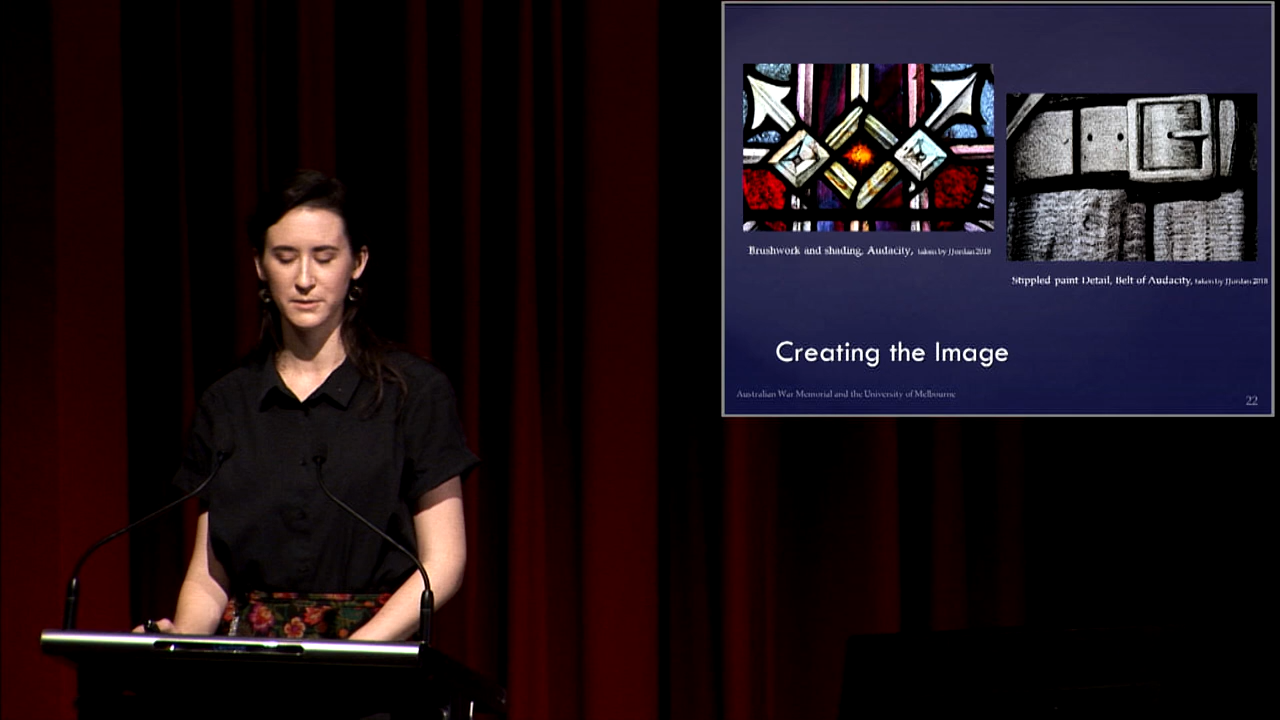 Brushwork and shading, Audacity, taken by JJordan 2018
Stippled paint Detail, Belt of Audacity, taken by JJordan 2018
Creating the Image
Australian War Memorial and the University of Melbourne
22